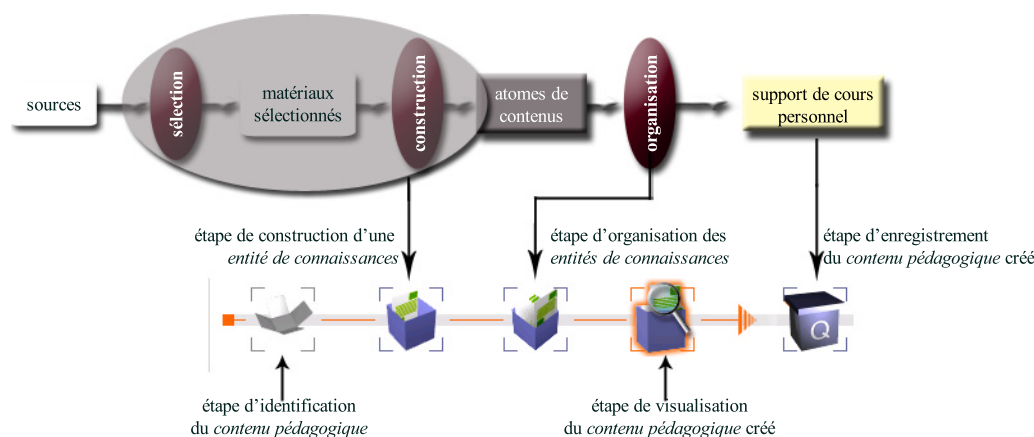 sources
sélection
matériaux
sélectionnés
construction
atomes de
contenus
organisation
support de cours
personnel
étape de construction d’une
entité de connaissances
étape d’organisation des
entités de connaissances
étape d’enregistrement
du contenu pédagogique créé
Q
étape d’identification
du contenu pédagogique
étape de visualisation
du contenu pédagogique créé